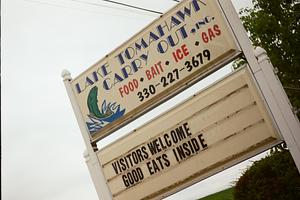 LAKE TOMAHAWK
CARRY OUT, INC.
FOOD • BAIT • ICE • GAS
330-227-3679
VISITORS WELCOME
GOOD EATS INSIDE